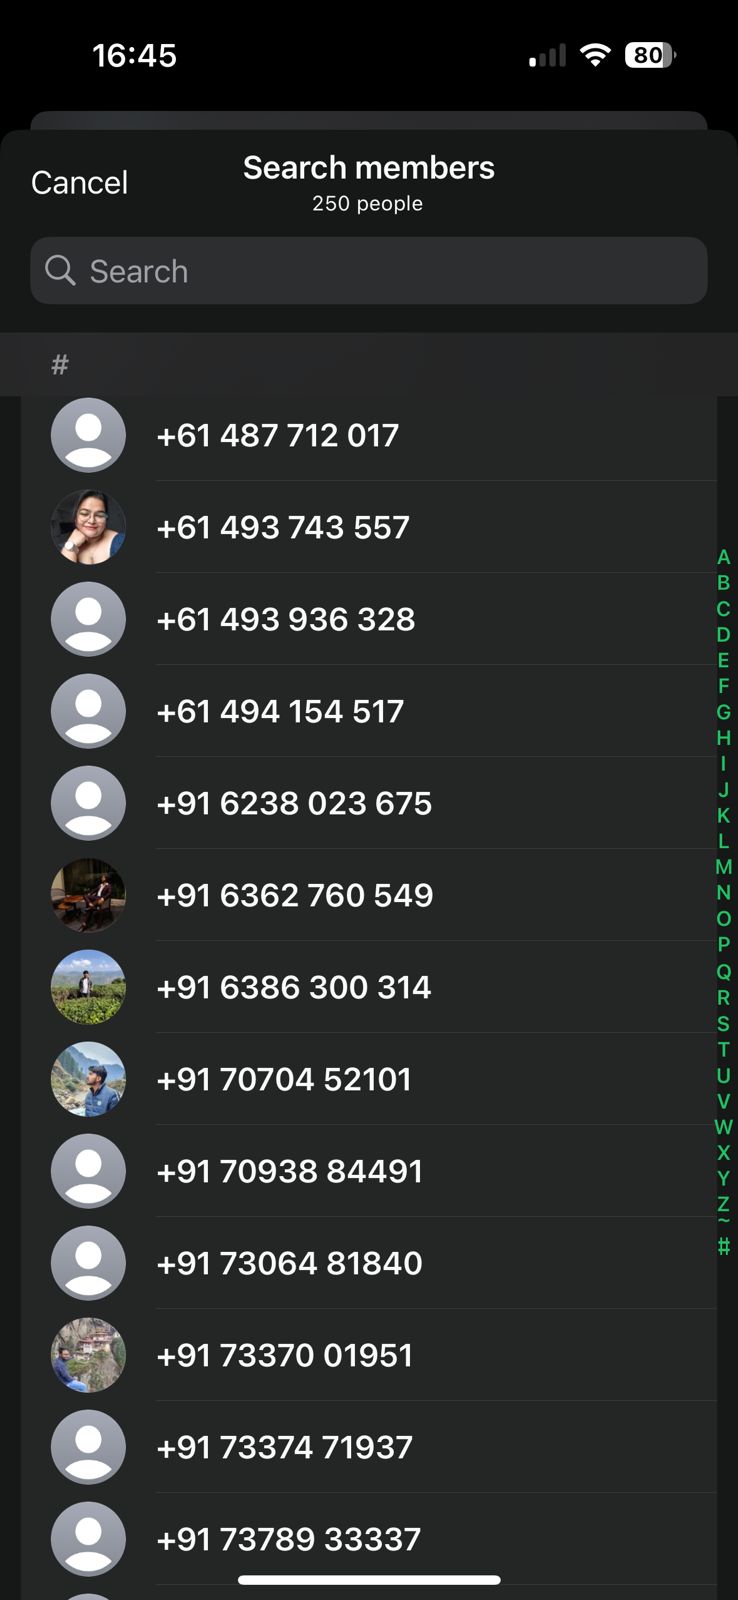 16:45
80
Cancel
Search members
250 people
Search
#
+61 487 712 017
+61 493 743 557
+61 493 936 328
+61 494 154 517
+91 6238 023 675
+91 6362 760 549
+91 6386 300 314
+91 70704 52101
+91 70938 84491
+91 73064 81840
+91 73370 01951
+91 73374 71937
+91 73789 33337
A
B
C
D
E
F
G
H
I
J
K
L
M
N
O
P
Q
R
S
T
U
V
W
X
Y
Z
~
#